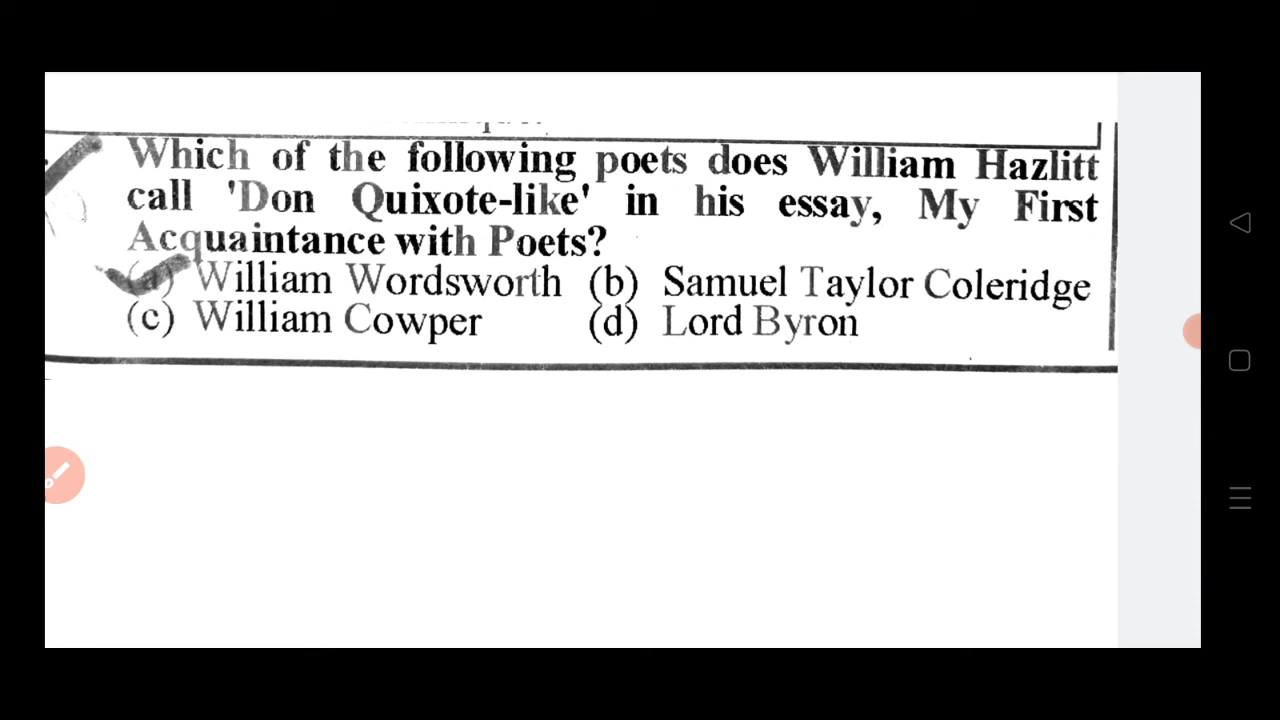 Which of the following poets does William Hazlitt
call 'Don Quixote-like' in his essay, My First
Acquaintance with Poets?
(a) William Wordsworth (b) Samuel Taylor Coleridge
(c) William Cowper (d) Lord Byron